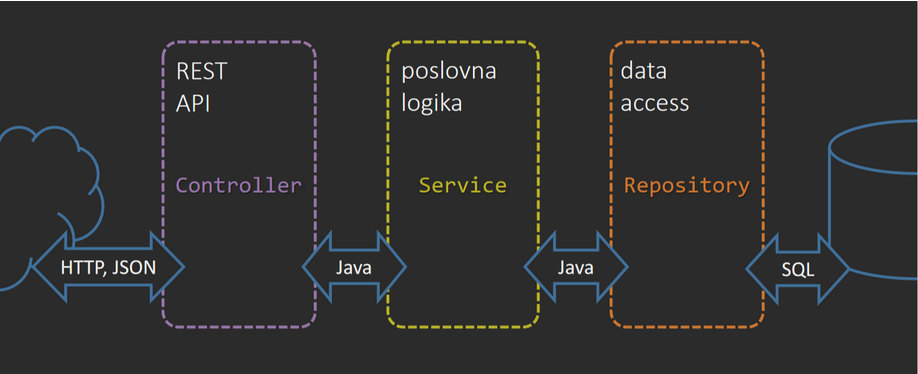 REST
API
Controller
poslovna
logika
Service
data
access
Repository
HTTP, JSON
Java
Java
SQL